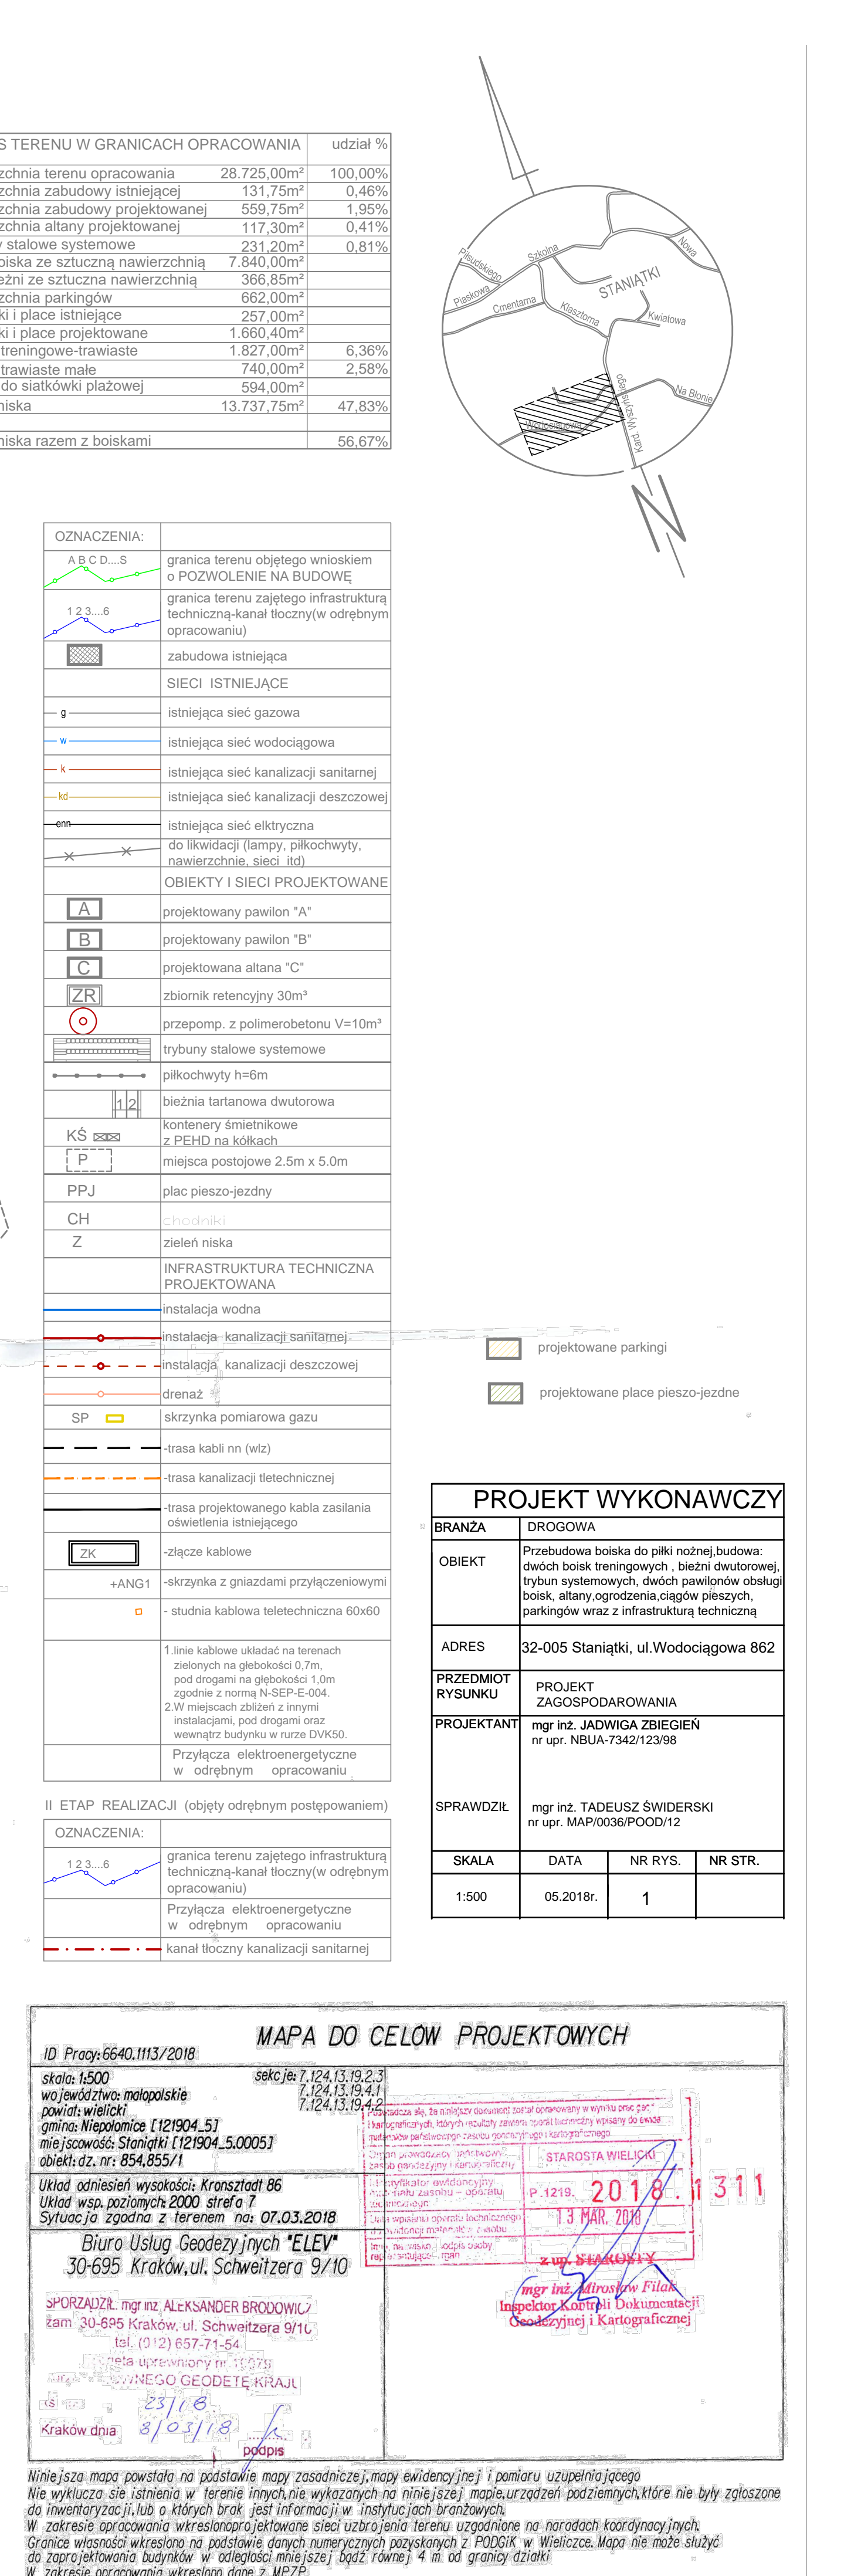 S TERENU W GRANICACH OPRACOWANIA udział %
zchnia terenu opracowania 28.725,00m² 100,00%
zchnia zabudowy istniejącej 131,75m² 0,46%
zchnia zabudowy projektowanej 559,75m² 1,95%
zchnia altany projektowanej 117,30m² 0,41%
y stalowe systemowe 231,20m² 0,81%
oiska ze sztuczną nawierzchnią 7.840,00m²
eżni ze sztuczna nawierzchnią 366,85m²
zchnia parkingów 662,00m²
ki i place istniejące 257,00m²
ki i place projektowane 1.660,40m²
treningowe-trawiaste 1.827,00m² 6,36%
trawiaste małe 740,00m² 2,58%
do siatkówki plażowej 594,00m²
niska 13.737,75m² 47,83%
niska razem z boiskami 56,67%
Piłsudskiego
Szkolna
Nowa
Piaskowa
Cmentarna
STANIĄTKI
Klasztorna
Kwiatowa
Kard. Wyszyńskiego
Na Błonie
Wodociągowa
N
OZNACZENIA:
A B C D....S granica terenu objętego wnioskiem
o POZWOLENIE NA BUDOWĘ
granica terenu zajętego infrastrukturą
1 2 3....6 techniczną-kanał tłoczny(w odrębnym
opracowaniu)
zabudowa istniejąca
SIECI ISTNIEJĄCE
g istniejąca sieć gazowa
w istniejąca sieć wodociągowa
k istniejąca sieć kanalizacji sanitarnej
kd istniejąca sieć kanalizacji deszczowej
enn istniejąca sieć elktryczna
do likwidacji (lampy, piłkochwyty,
nawierzchnie, sieci itd)
OBIEKTY I SIECI PROJEKTOWANE
A projektowany pawilon "A"
B projektowany pawilon "B"
C projektowana altana "C"
ZR zbiornik retencyjny 30m³
przepomp. z polimerobetonu V=10m³
trybuny stalowe systemowe
piłkochwyty h=6m
1 2 bieżnia tartanowa dwutorowa
KŚ kontenery śmietnikowe
z PEHD na kółkach
P miejsca postojowe 2.5m x 5.0m
PPJ plac pieszo-jezdny
CH chodniki
Z zieleń niska
INFRASTRUKTURA TECHNICZNA
PROJEKTOWANA
instalacja wodna
instalacja kanalizacji sanitarnej
instalacja kanalizacji deszczowej
drenaż
SP skrzynka pomiarowa gazu
-trasa kabli nn (wlz)
-trasa kanalizacji tletechnicznej
-trasa projektowanego kabla zasilania
oświetlenia istniejącego
ZK -złącze kablowe
+ANG1 -skrzynka z gniazdami przyłączeniowymi
- studnia kablowa teletechniczna 60x60
1.linie kablowe układać na terenach
zielonych na głebokości 0,7m,
pod drogami na głębokości 1,0m
zgodnie z normą N-SEP-E-004.
2.W miejscach zbliżeń z innymi
instalacjami, pod drogami oraz
wewnątrz budynku w rurze DVK50.
Przyłącza elektroenergetyczne
w odrębnym opracowaniu
projektowane parkingi
projektowane place pieszo-jezdne
II ETAP REALIZACJI (objęty odrębnym postępowaniem)
OZNACZENIA:
granica terenu zajętego infrastrukturą
1 2 3....6 techniczną-kanał tłoczny(w odrębnym
opracowaniu)
Przyłącza elektroenergetyczne
w odrębnym opracowaniu
kanał tłoczny kanalizacji sanitarnej
PROJEKT WYKONAWCZY
BRANŻA DROGOWA
OBIEKT Przebudowa boiska do piłki nożnej,budowa:
dwóch boisk treningowych , bieżni dwutorowej,
trybun systemowych, dwóch pawilonów obsługi
boisk, altany,ogrodzenia,ciągów pieszych,
parkingów wraz z infrastrukturą techniczną
ADRES 32-005 Staniątki, ul.Wodociągowa 862
PRZEDMIOT RYSUNKU PROJEKT
ZAGOSPODAROWANIA
PROJEKTANT mgr inż. JADWIGA ZBIEGIEŃ
nr upr. NBUA-7342/123/98
SPRAWDZIŁ mgr inż. TADEUSZ ŚWIDERSKI
nr upr. MAP/0036/POOD/12
SKALA DATA NR RYS. NR STR.
1:500 05.2018r. 1
MAPA DO CELÓW PROJEKTOWYCH
ID Pracy: 6640.1113/2018
skala: 1:500 sekcje: 7.124.13.19.2.3
województwo: małopolskie 7.124.13.19.4.1
powiat: wielicki 7.124.13.19.4.2
gmina: Niepołomice [121904_5]
miejscowość: Staniątki [121904_5.0005]
obiekt: dz. nr: 854,855/1
Układ odniesień wysokości: Kronsztadt 86
Układ wsp. poziomych: 2000 strefa 7
Sytuacja zgodna z terenem na: 07.03.2018
Biuro Usług Geodezyjnych "ELEV"
30-695 Kraków,ul. Schweitzera 9/10
STAROSTA WIELICKI
P.1219. 2018.1311
13 MAR. 2018
z up. STAROSTY
mgr inż. Mirosław Filak
Inspektor Kontroli Dokumentacji
Geodezyjnej i Kartograficznej
SPORZĄDZIŁ: mgr inż ALEKSANDER BRODOWIC
zam 30-695 Kraków, ul. Schweitzera 9/10
tel. (012) 657-71-54
23/18
Kraków dnia 8/03/18
podpis
Niniejsza mapa powstała na podstawie mapy zasadniczej,mapy ewidencyjnej i pomiaru uzupełniającego
Nie wyklucza sie istnienia w terenie innych,nie wykazanych na niniejszej mapie,urządzeń podziemnych,które nie były zgłoszone
do inwentaryzacji,lub o których brak jest informacji w instytucjach branżowych.
W zakresie opracowania wkreslonoprojektowane sieci uzbrojenia terenu uzgodnione na naradach koordynacyjnych.
Granice własności wkreslono na podstawie danych numerycznych pozyskanych z PODGiK w Wieliczce. Mapa nie może służyć
do zaprojektowania budynków w odległości mniejszej bądź równej 4 m od granicy działki
W zakresie opracowania wkreslono dane z MPZP